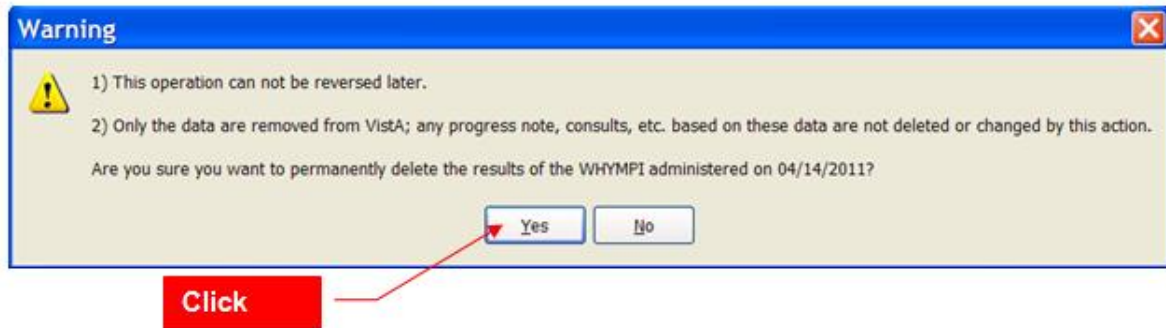 Warning
1) This operation can not be reversed later.
2) Only the data are removed from VistA; any progress note, consults, etc. based on these data are not deleted or changed by this action.
Are you sure you want to permanently delete the results of the WHYMPI administered on 04/14/2011?
Yes No
Click